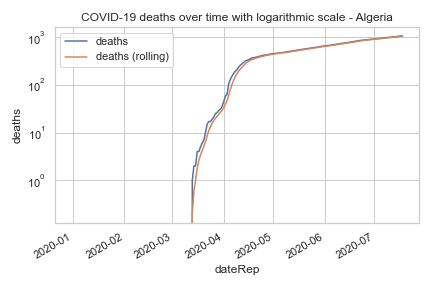 COVID-19 deaths over time with logarithmic scale - Algeria
deaths
deaths (rolling)
10³
10²
10¹
10⁰
deaths
2020-01
2020-02
2020-03
2020-04
2020-05
2020-06
2020-07
dateRep